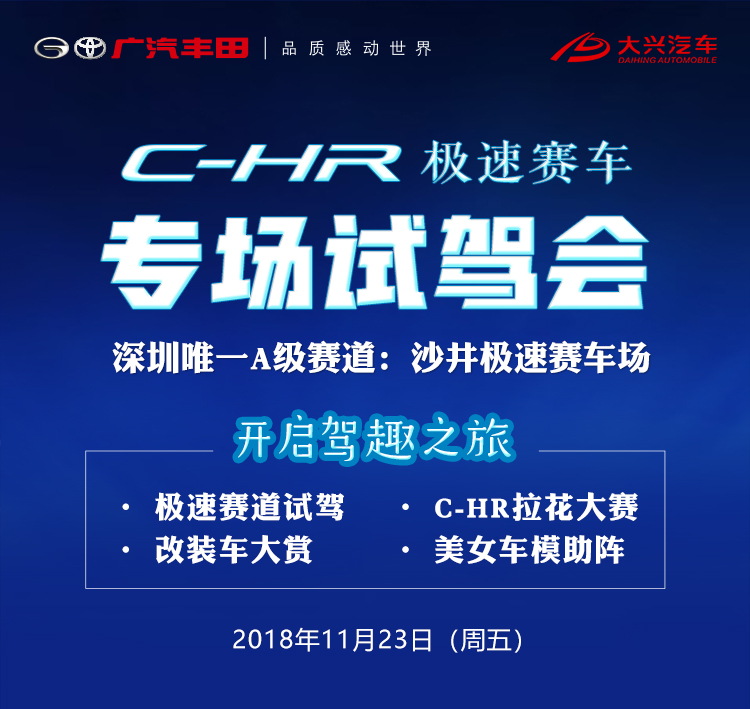 广汽丰田 | 品质感动世界
大兴汽车
DAIHING AUTOMOBILE
C-HR 极速赛车
专场试驾会
深圳唯一A级赛道：沙井极速赛车场
开启驾趣之旅
· 极速赛道试驾
· C-HR拉花大赛
· 改装车大赏
· 美女车模助阵
2018年11月23日（周五）